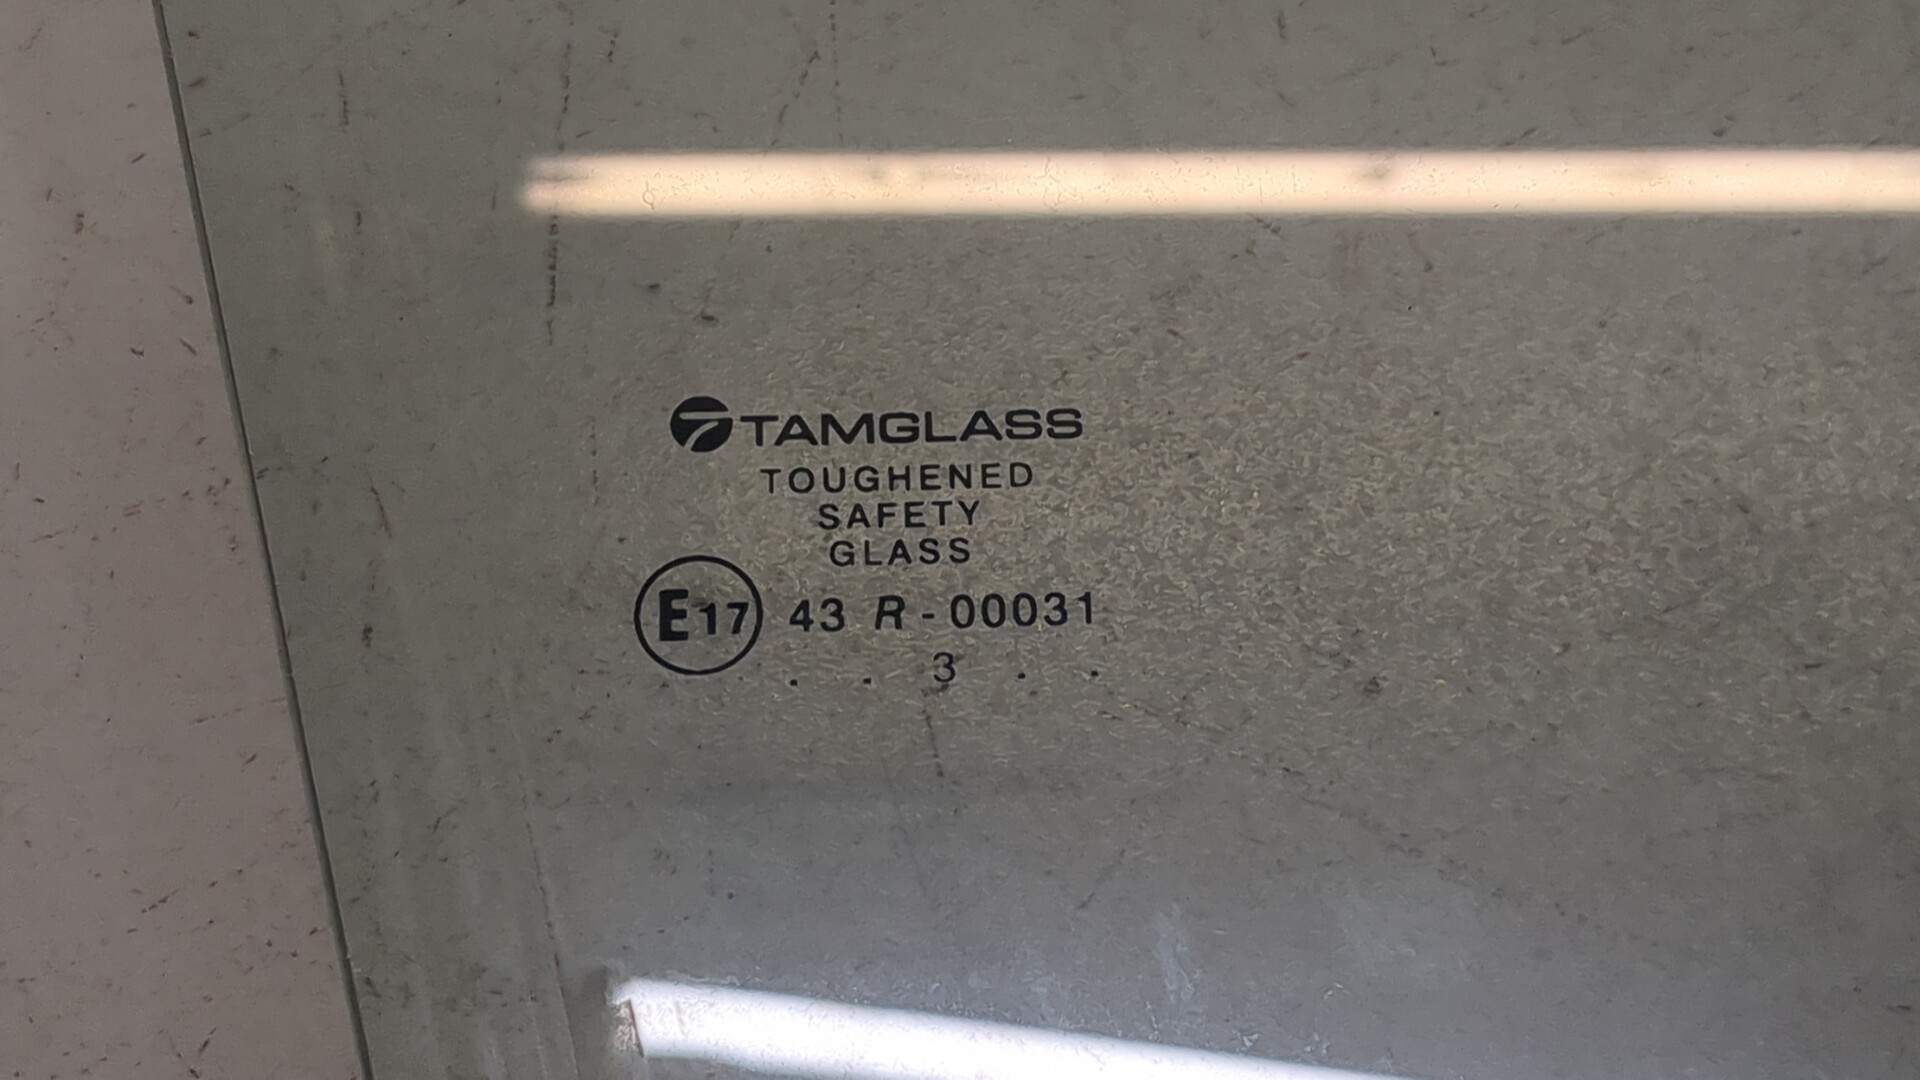 TAMGLASS
TOUGHENED
SAFETY
GLASS
E17 43 R-00031
. . 3 . .